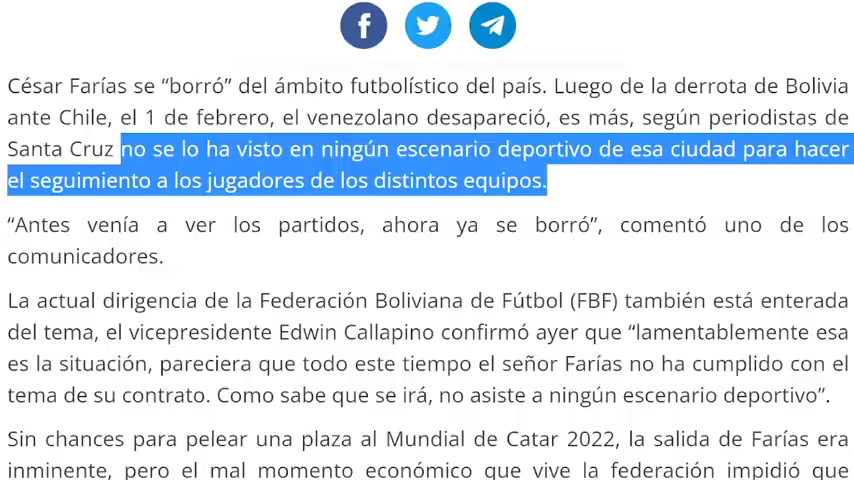 César Farías se “borró” del ámbito futbolístico del país. Luego de la derrota de Bolivia
ante Chile, el 1 de febrero, el venezolano desapareció, es más, según periodistas de
Santa Cruz no se lo ha visto en ningún escenario deportivo de esa ciudad para hacer
el seguimiento a los jugadores de los distintos equipos.
“Antes venía a ver los partidos, ahora ya se borró”, comentó uno de los
comunicadores.
La actual dirigencia de la Federación Boliviana de Fútbol (FBF) también está enterada
del tema, el vicepresidente Edwin Callapino confirmó ayer que “lamentablemente esa
es la situación, pareciera que todo este tiempo el señor Farías no ha cumplido con el
tema de su contrato. Como sabe que se irá, no asiste a ningún escenario deportivo”.
Sin chances para pelear una plaza al Mundial de Catar 2022, la salida de Farías era
inminente, pero el mal momento económico que vive la federación impidió que